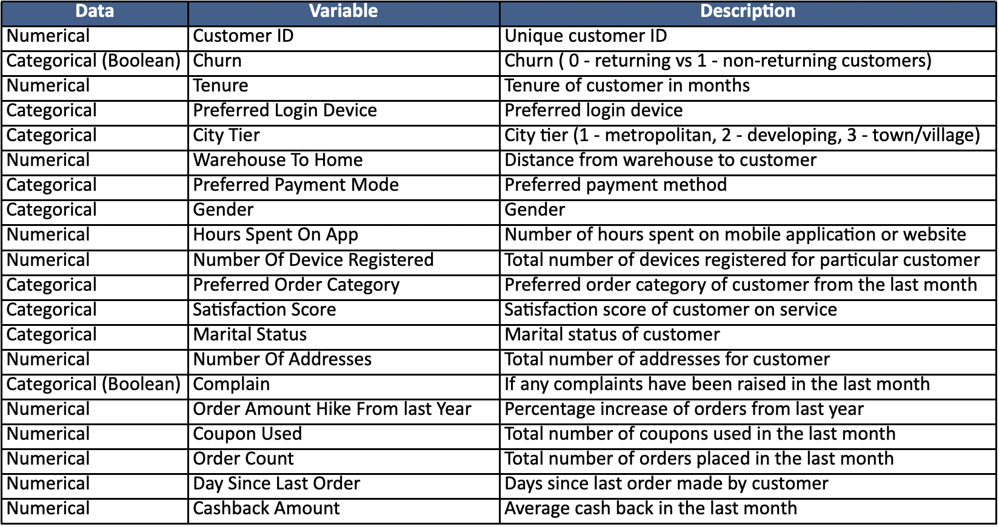 Data Variable Description
Numerical Customer ID Unique customer ID
Categorical (Boolean) Churn Churn ( 0 - returning vs 1 - non-returning customers)
Numerical Tenure Tenure of customer in months
Categorical Preferred Login Device Preferred login device
Categorical City Tier City tier (1 - metropolitan, 2 - developing, 3 - town/village)
Numerical Warehouse To Home Distance from warehouse to customer
Categorical Preferred Payment Mode Preferred payment method
Categorical Gender Gender
Numerical Hours Spent On App Number of hours spent on mobile application or website
Numerical Number Of Device Registered Total number of devices registered for particular customer
Categorical Preferred Order Category Preferred order category of customer from the last month
Categorical Satisfaction Score Satisfaction score of customer on service
Categorical Marital Status Marital status of customer
Numerical Number Of Addresses Total number of addresses for customer
Categorical (Boolean) Complain If any complaints have been raised in the last month
Numerical Order Amount Hike From last Year Percentage increase of orders from last year
Numerical Coupon Used Total number of coupons used in the last month
Numerical Order Count Total number of orders placed in the last month
Numerical Day Since Last Order Days since last order made by customer
Numerical Cashback Amount Average cash back in the last month